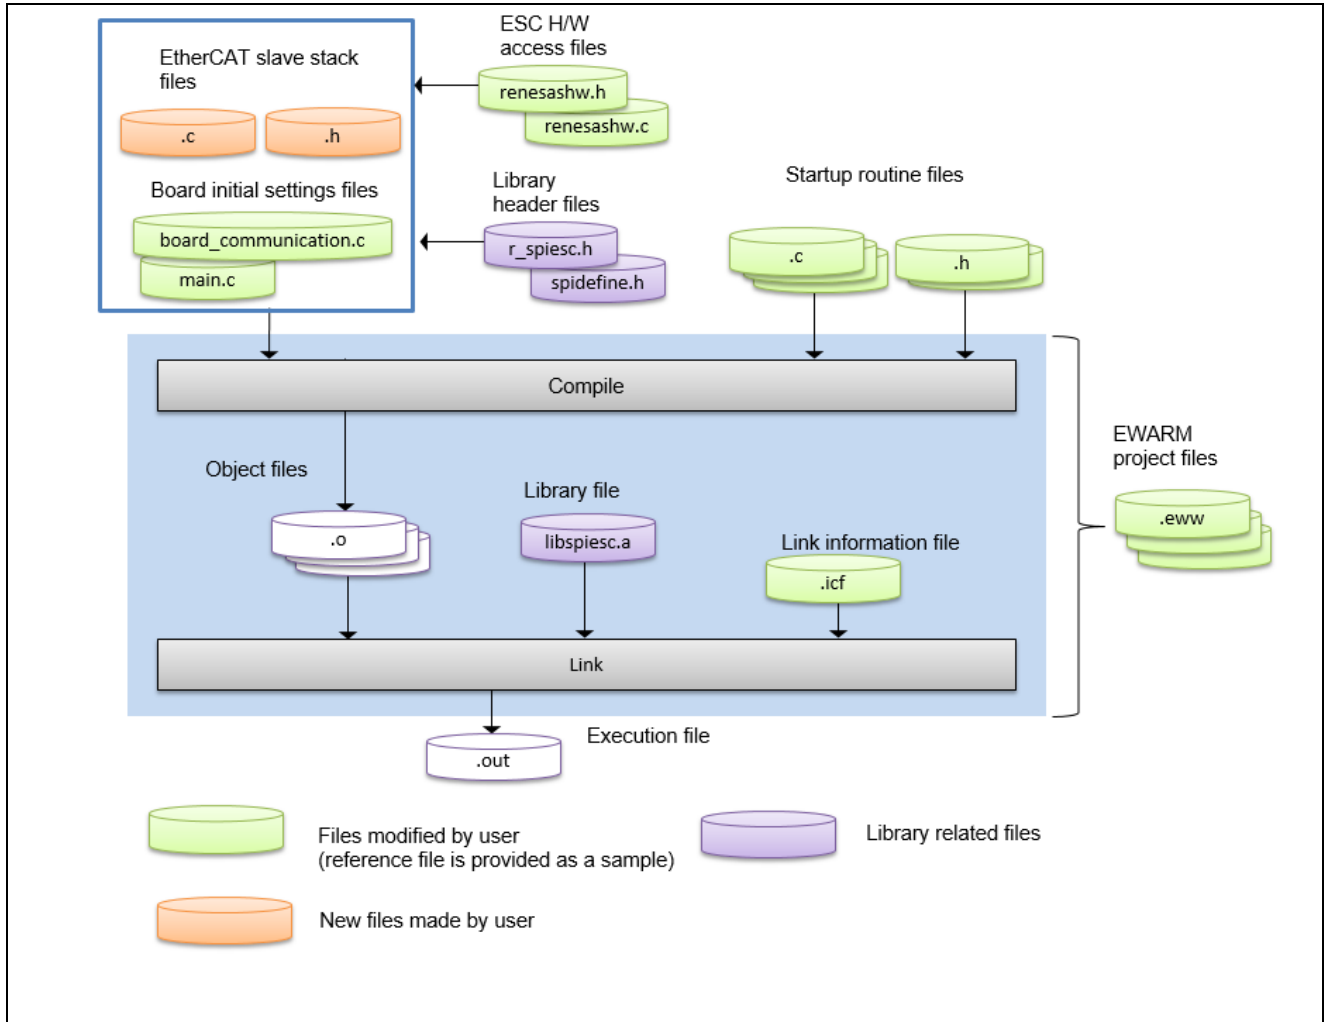 ESC H/W
access files
EtherCAT slave stack
files
renesashw.h
renesashw.c
.c
.h
Board initial settings files
board_communication.c
main.c
Library
header files
r_spiesc.h
spidefine.h
Startup routine files
.c
.h
Compile
Object files
.o
Library file
libspiesc.a
Link information file
.icf
EWARM
project files
.eww
Link
Execution file
.out
Files modified by user
(reference file is provided as a sample)
Library related files
New files made by user